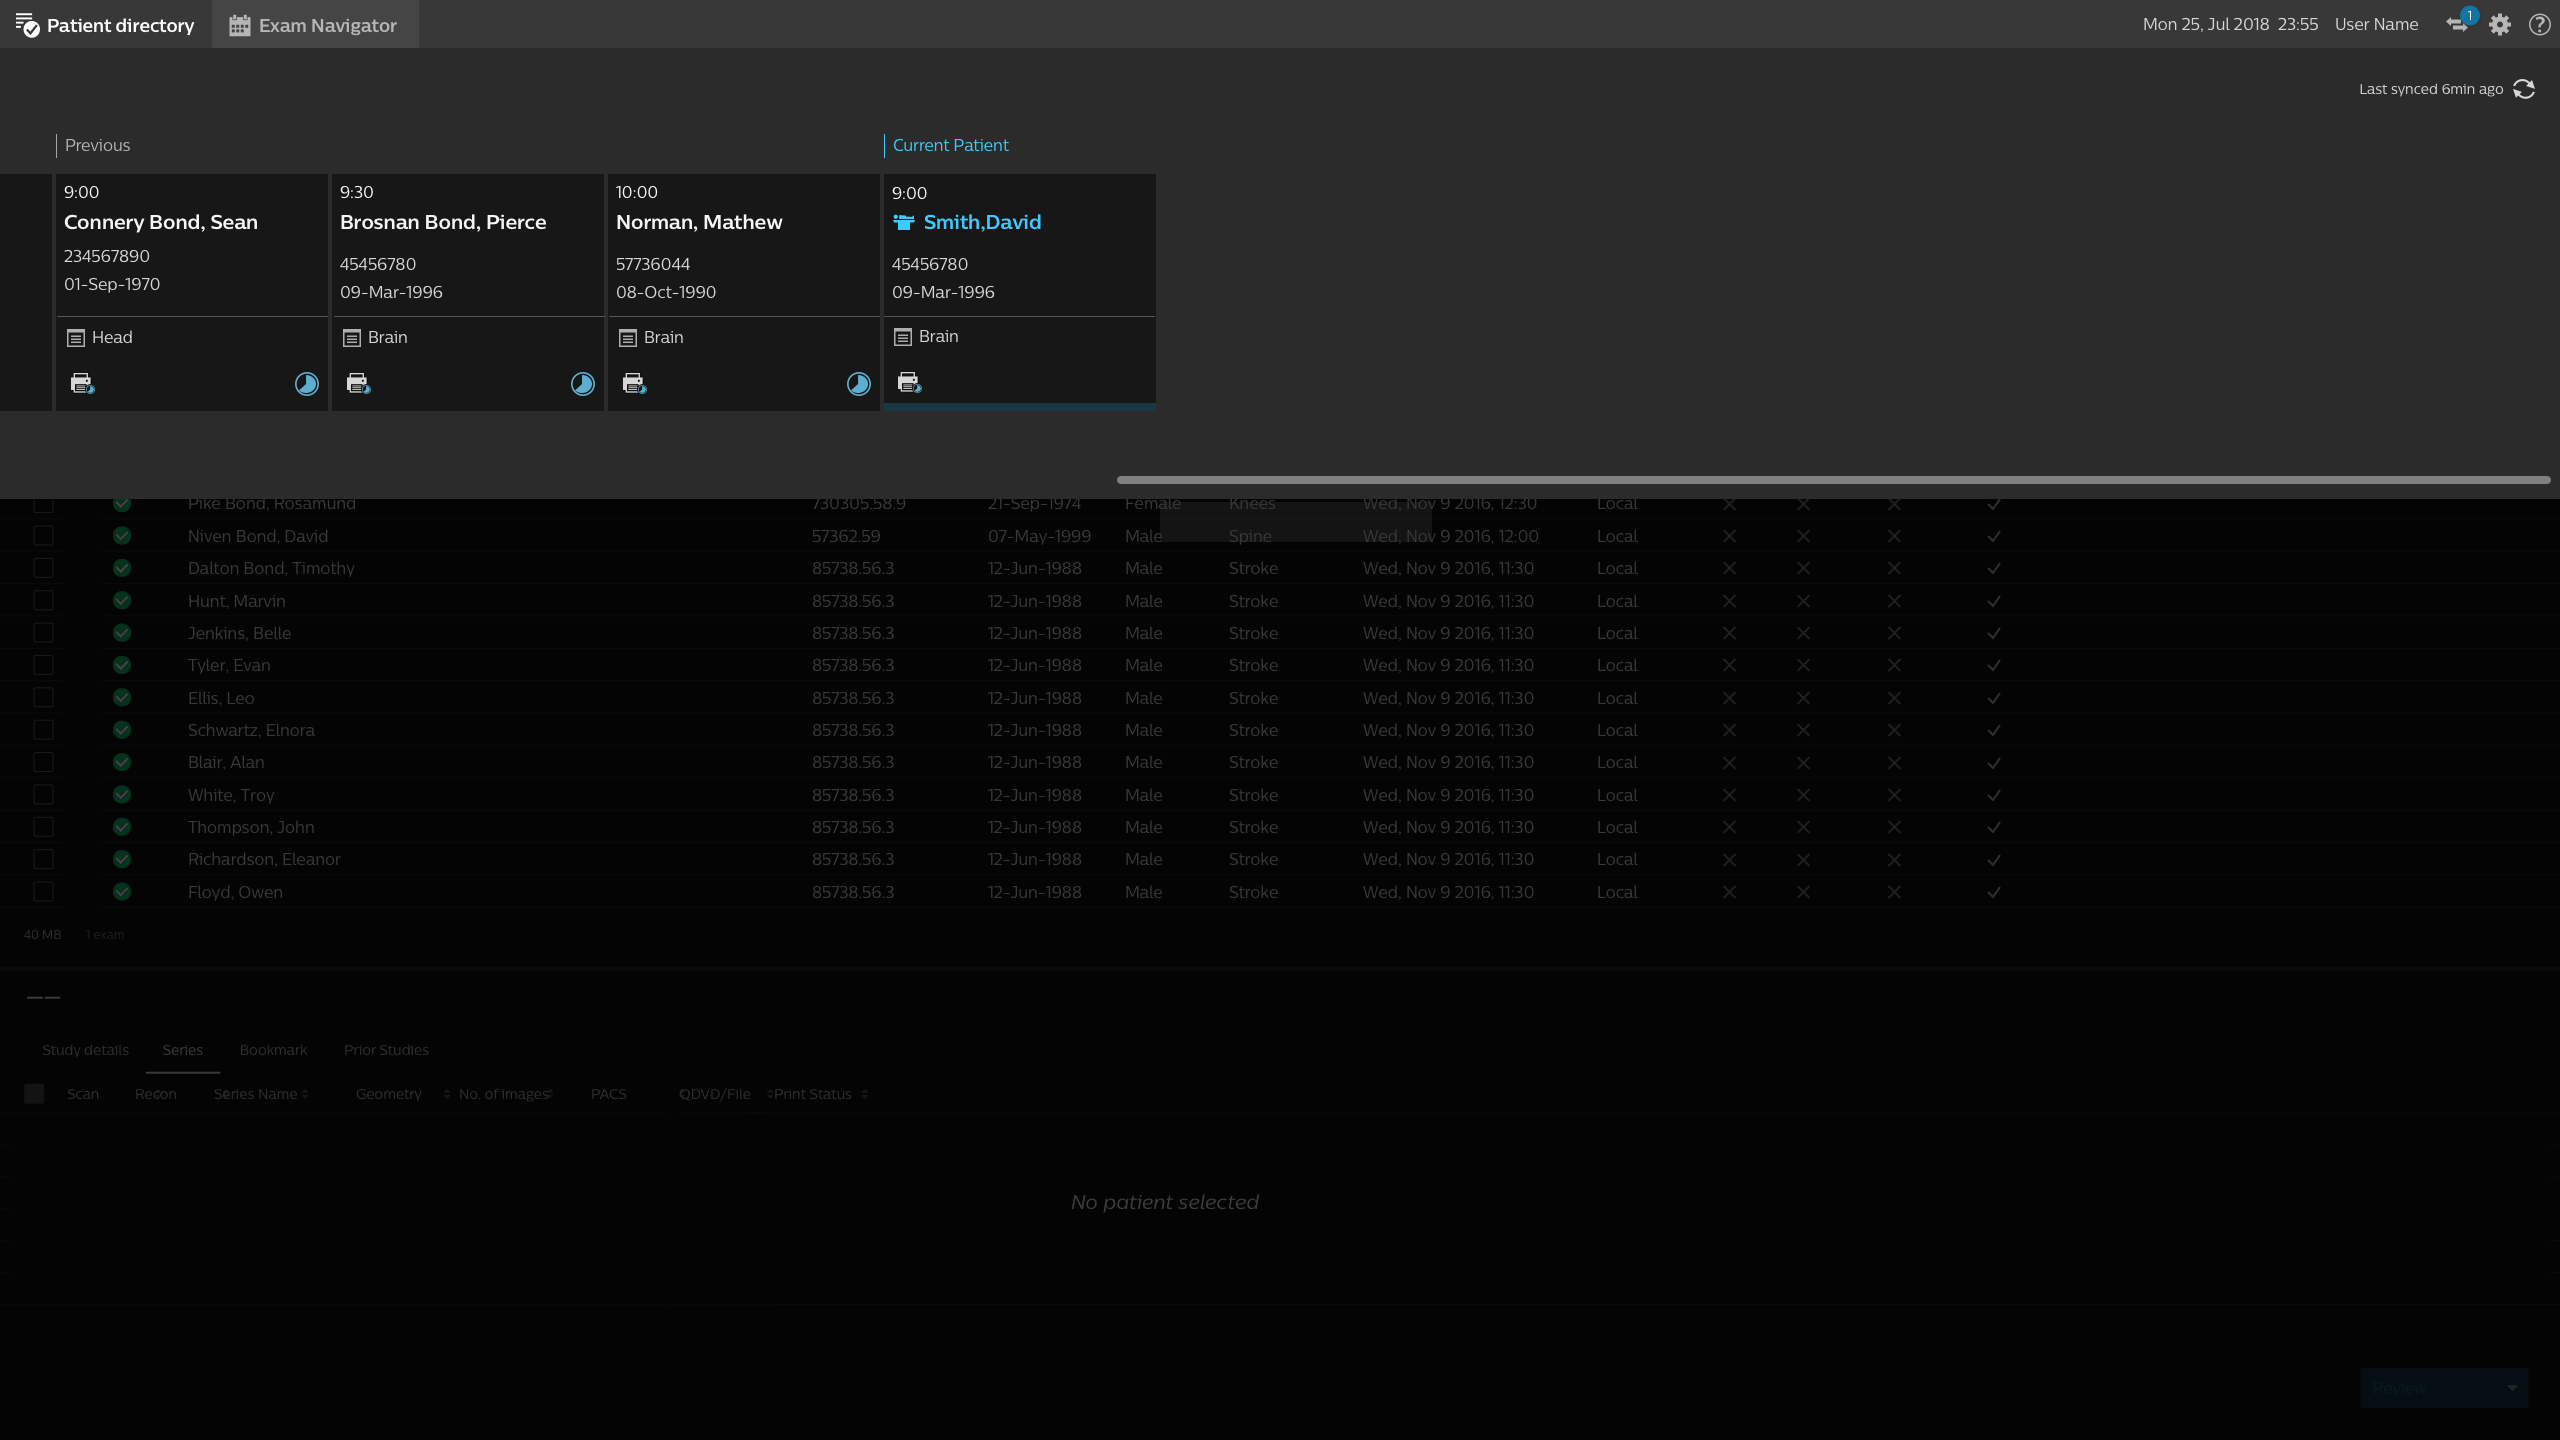 Patient directory Exam Navigator Mon 25, Jul 2018 23:55 User Name 1
Last synced 6min ago
Previous Current Patient
9:00 9:30 10:00 9:00
Connery Bond, Sean Brosnan Bond, Pierce Norman, Mathew Smith,David
234567890 45456780 57736044 45456780
01-Sep-1970 09-Mar-1996 08-Oct-1990 09-Mar-1996
Head Brain Brain Brain
Pike Bond, Rosamund 730305.58.9 21-Sep-1974 Female Knees Wed, Nov 9 2016, 12:30 Local
Niven Bond, David 57362.59 07-May-1999 Male Spine Wed, Nov 9 2016, 12:00 Local
Dalton Bond, Timothy 85738.56.3 12-Jun-1988 Male Stroke Wed, Nov 9 2016, 11:30 Local
Hunt, Marvin 85738.56.3 12-Jun-1988 Male Stroke Wed, Nov 9 2016, 11:30 Local
Jenkins, Belle 85738.56.3 12-Jun-1988 Male Stroke Wed, Nov 9 2016, 11:30 Local
Tyler, Evan 85738.56.3 12-Jun-1988 Male Stroke Wed, Nov 9 2016, 11:30 Local
Ellis, Leo 85738.56.3 12-Jun-1988 Male Stroke Wed, Nov 9 2016, 11:30 Local
Schwartz, Elnora 85738.56.3 12-Jun-1988 Male Stroke Wed, Nov 9 2016, 11:30 Local
Blair, Alan 85738.56.3 12-Jun-1988 Male Stroke Wed, Nov 9 2016, 11:30 Local
White, Troy 85738.56.3 12-Jun-1988 Male Stroke Wed, Nov 9 2016, 11:30 Local
Thompson, John 85738.56.3 12-Jun-1988 Male Stroke Wed, Nov 9 2016, 11:30 Local
Richardson, Eleanor 85738.56.3 12-Jun-1988 Male Stroke Wed, Nov 9 2016, 11:30 Local
Floyd, Owen 85738.56.3 12-Jun-1988 Male Stroke Wed, Nov 9 2016, 11:30 Local
40 MB 1 exam
Study details Series Bookmark Prior Studies
Scan Recon Series Name Geometry No. of images PACS QDVD/File Print Status
No patient selected
Review